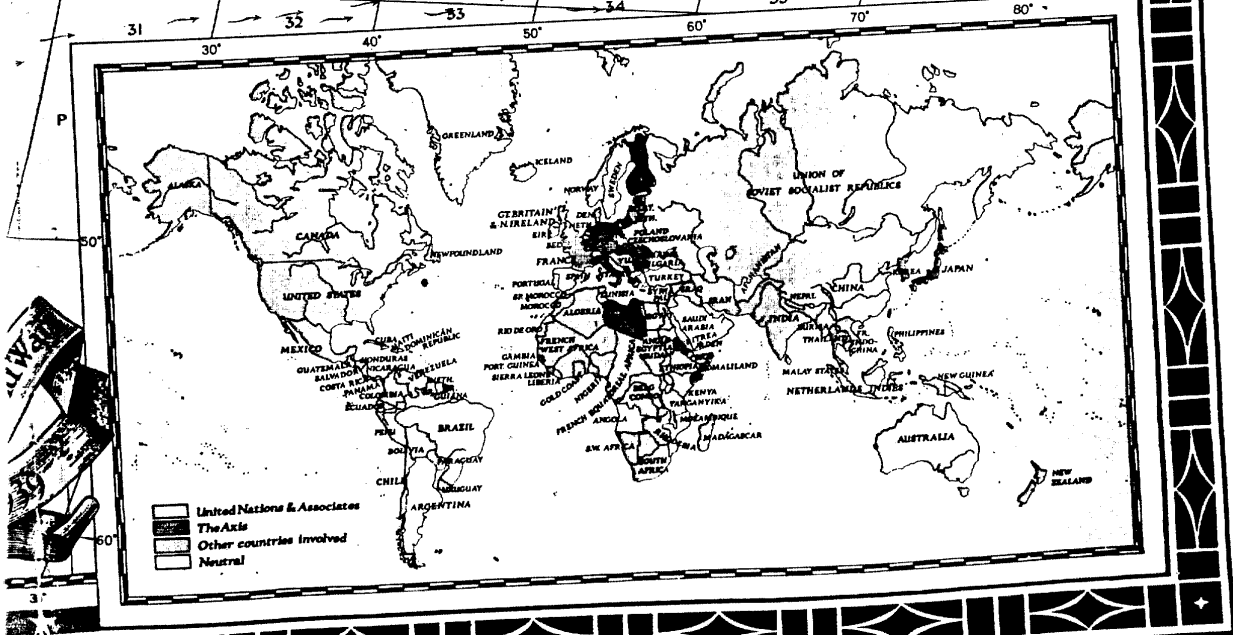 31 32 33 34
30° 40° 50° 60° 70° 80°
P
50°
60°
GREENLAND
ICELAND
ALASKA
CANADA
NEWFOUNDLAND
UNITED STATES
MEXICO
CUBA
HAITI
DOMINICAN
REPUBLIC
GUATEMALA
HONDURAS
SALVADOR
NICARAGUA
COSTA RICA
PANAMA
VENEZUELA
COLOMBIA
GUIANA
ECUADOR
PERU
BRAZIL
BOLIVIA
PARAGUAY
CHILE
URUGUAY
ARGENTINA
NORWAY
SWEDEN
GT. BRITAIN
& N. IRELAND
EIRE
DEN.
POLAND
CZECHOSLOVAKIA
FRANCE
SPAIN
PORTUGAL
SP. MOROCCO
MOROCCO
TUNISIA
ALGERIA
RIO DE ORO
FRENCH
WEST AFRICA
GAMBIA
PORT GUINEA
SIERRA LEONE
LIBERIA
GOLD COAST
NIGERIA
FRENCH EQUATORIAL AFRICA
TURKEY
IRAQ
IRAN
SAUDI
ARABIA
ERITREA
ADEN
ETHIOPIA
SOMALILAND
KENYA
TANGANYIKA
BELG.
CONGO
ANGOLA
MOZAMBIQUE
RHODESIA
MADAGASCAR
S.W. AFRICA
SOUTH
AFRICA
UNION OF
SOVIET SOCIALIST REPUBLICS
AFGHANISTAN
NEPAL
INDIA
BURMA
CHINA
KOREA
JAPAN
FR.
INDO-
CHINA
PHILIPPINES
MALAY STATES
NETHERLANDS INDIES
NEW GUINEA
AUSTRALIA
NEW
ZEALAND
United Nations & Associates
The Axis
Other countries involved
Neutral